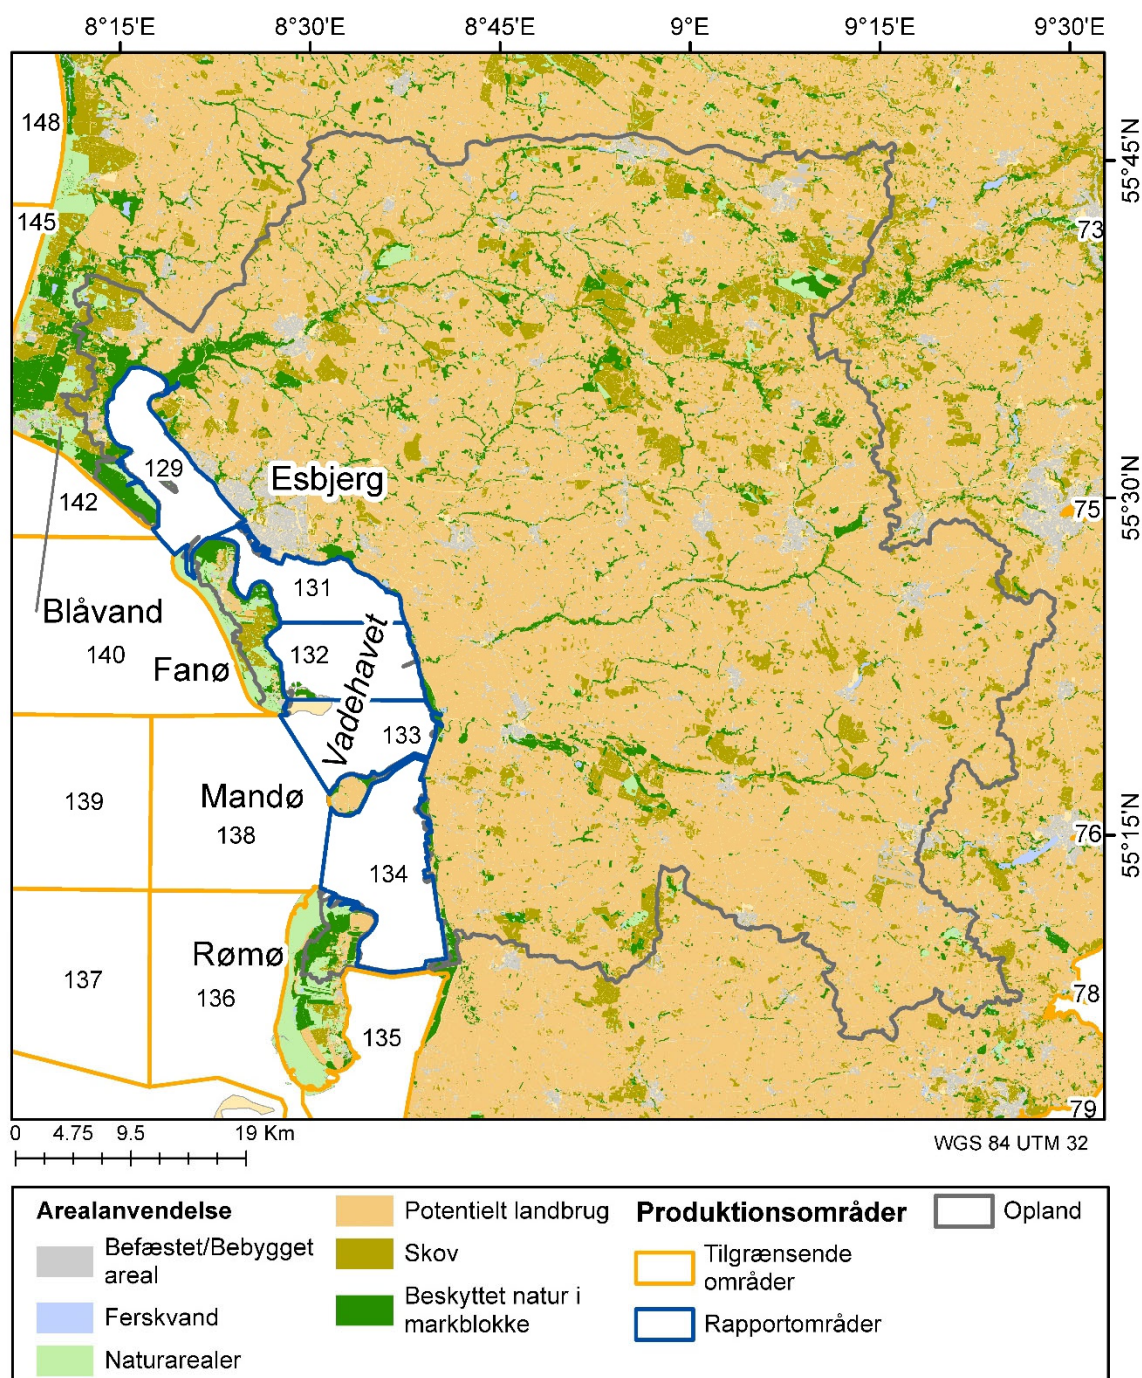 8°15'E 8°30'E 8°45'E 9°E 9°15'E 9°30'E
148
55°45'N
145
73
129
Esbjerg
142
75
55°30'N
131
Blåvand
140
132
Fanø
Vadehavet
133
139
Mandø
138
76
55°15'N
134
Rømø
137
136
78
135
79
0 4.75 9.5 19 Km
WGS 84 UTM 32
Arealanvendelse
Befæstet/Bebygget
areal
Ferskvand
Naturarealer
Potentielt landbrug
Skov
Beskyttet natur i
markblokke
Produktionsområder
Tilgrænsende
områder
Rapportområder
Opland